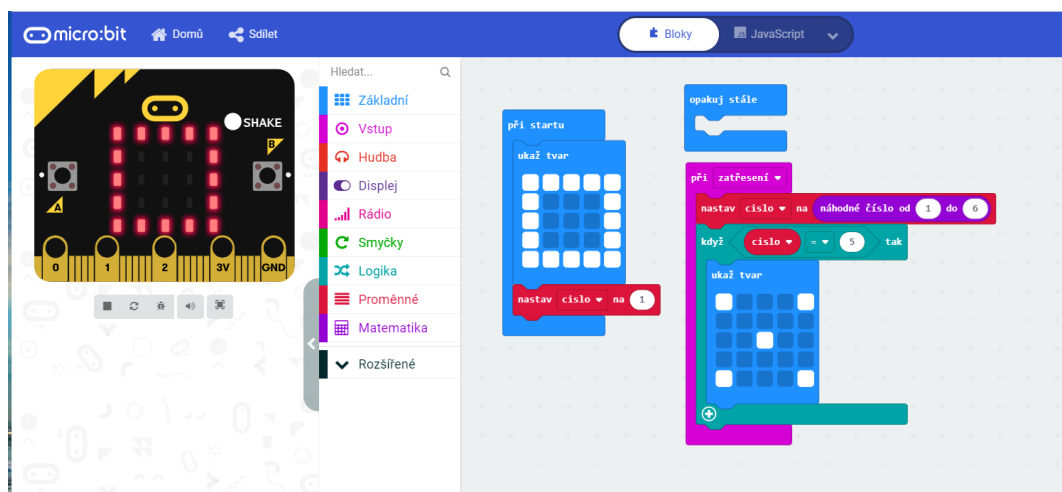 micro:bit Domů Sdílet Bloky JavaScript
SHAKE
B
A
0 1 2 3V GND
Hledat...
Základní
Vstup
Hudba
Displej
Rádio
Smyčky
Logika
Proměnné
Matematika
Rozšířené
při startu
ukaž tvar
nastav cislo na 1
opakuj stále
při zatřesení
nastav cislo na náhodné číslo od 1 do 6
když cislo = 5 tak
ukaž tvar